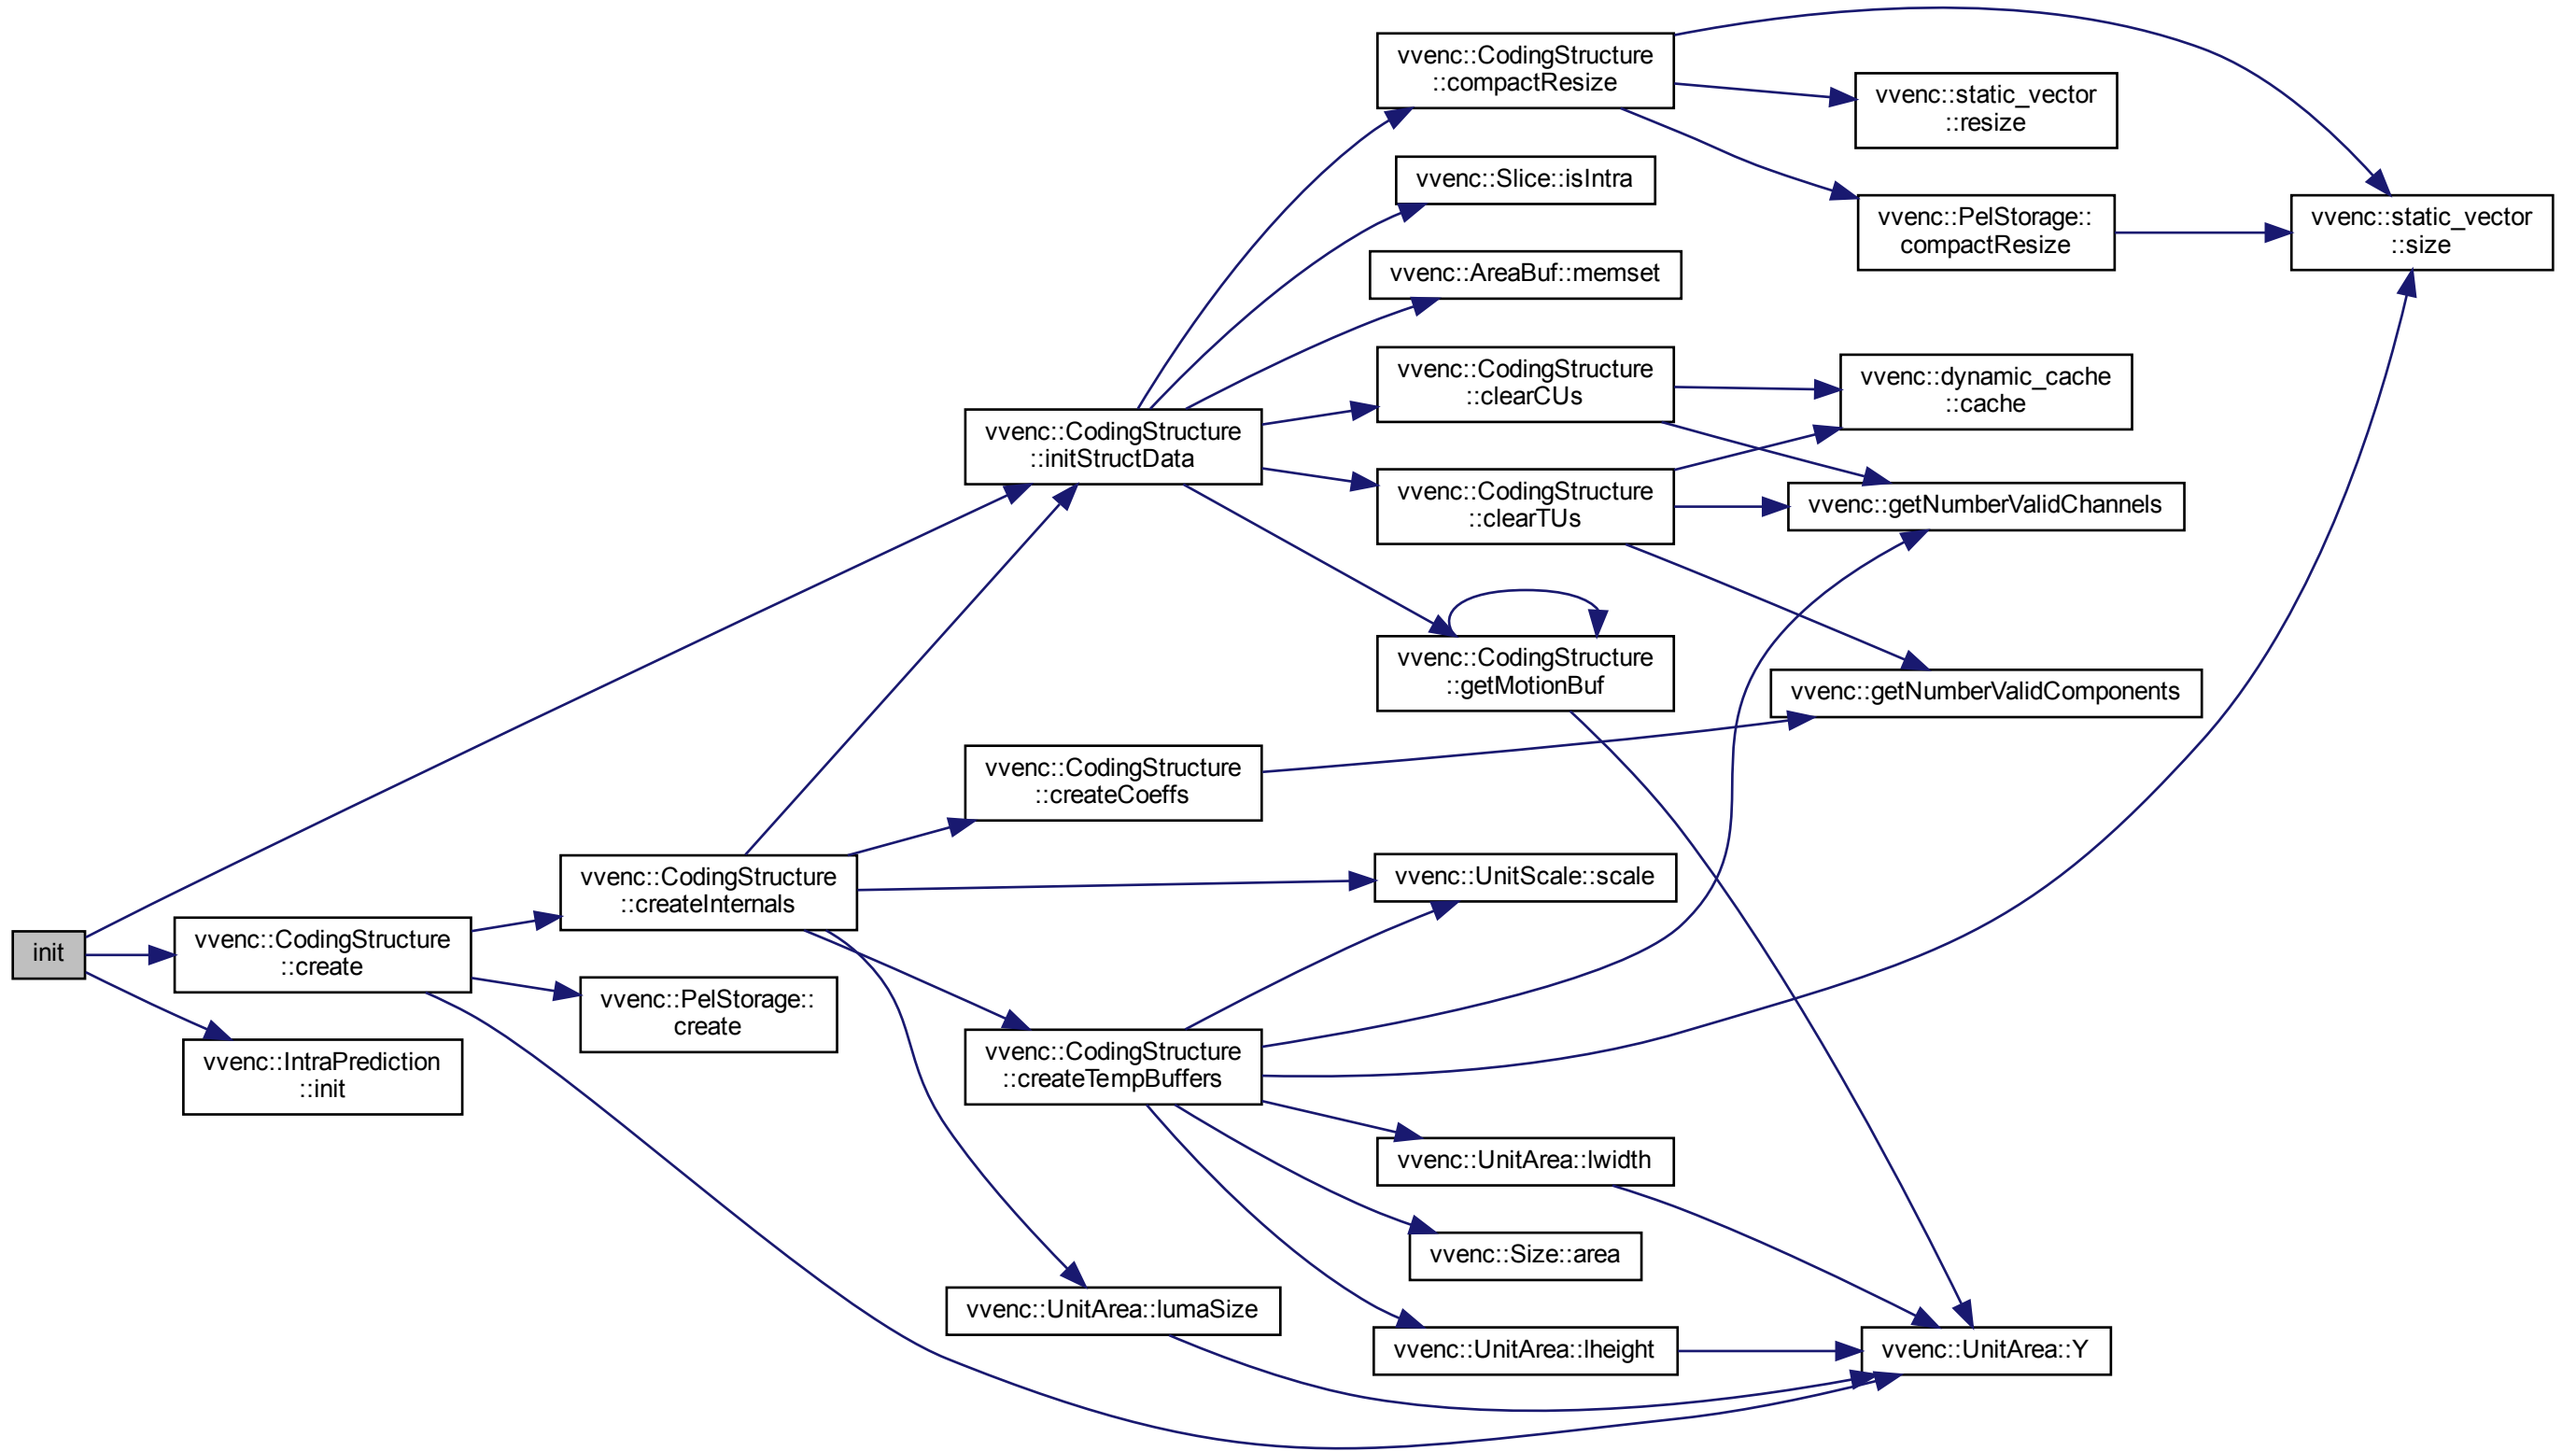 init
vvenc::CodingStructure
::create
vvenc::IntraPrediction
::init
vvenc::CodingStructure
::createInternals
vvenc::PelStorage::
create
vvenc::CodingStructure
::initStructData
vvenc::CodingStructure
::createCoeffs
vvenc::CodingStructure
::createTempBuffers
vvenc::UnitArea::lumaSize
vvenc::CodingStructure
::compactResize
vvenc::Slice::isIntra
vvenc::AreaBuf::memset
vvenc::CodingStructure
::clearCUs
vvenc::CodingStructure
::clearTUs
vvenc::CodingStructure
::getMotionBuf
vvenc::UnitScale::scale
vvenc::UnitArea::lwidth
vvenc::Size::area
vvenc::UnitArea::lheight
vvenc::static_vector
::resize
vvenc::PelStorage::
compactResize
vvenc::dynamic_cache
::cache
vvenc::getNumberValidChannels
vvenc::getNumberValidComponents
vvenc::UnitArea::Y
vvenc::static_vector
::size